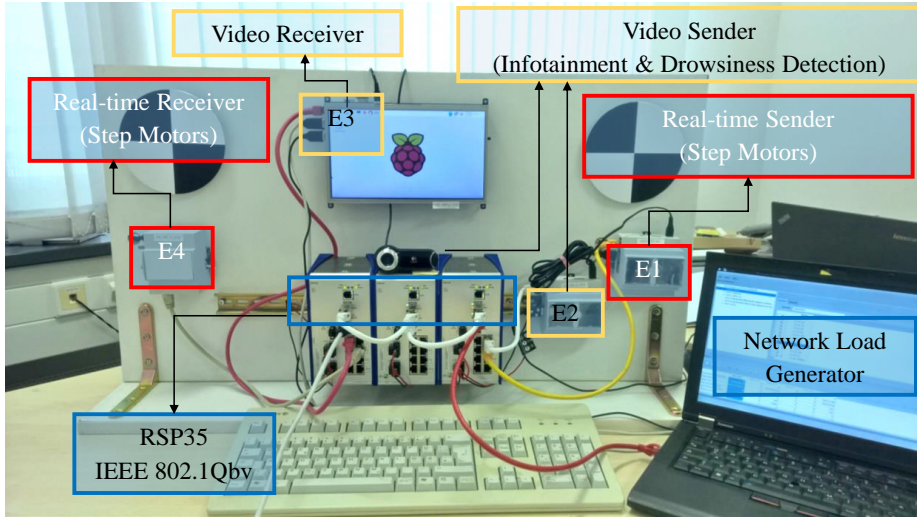 Video Receiver
Video Sender
(Infotainment & Drowsiness Detection)
Real-time Receiver
(Step Motors)
E3
Real-time Sender
(Step Motors)
E4
E1
E2
Network Load
Generator
RSP35
IEEE 802.1Qbv